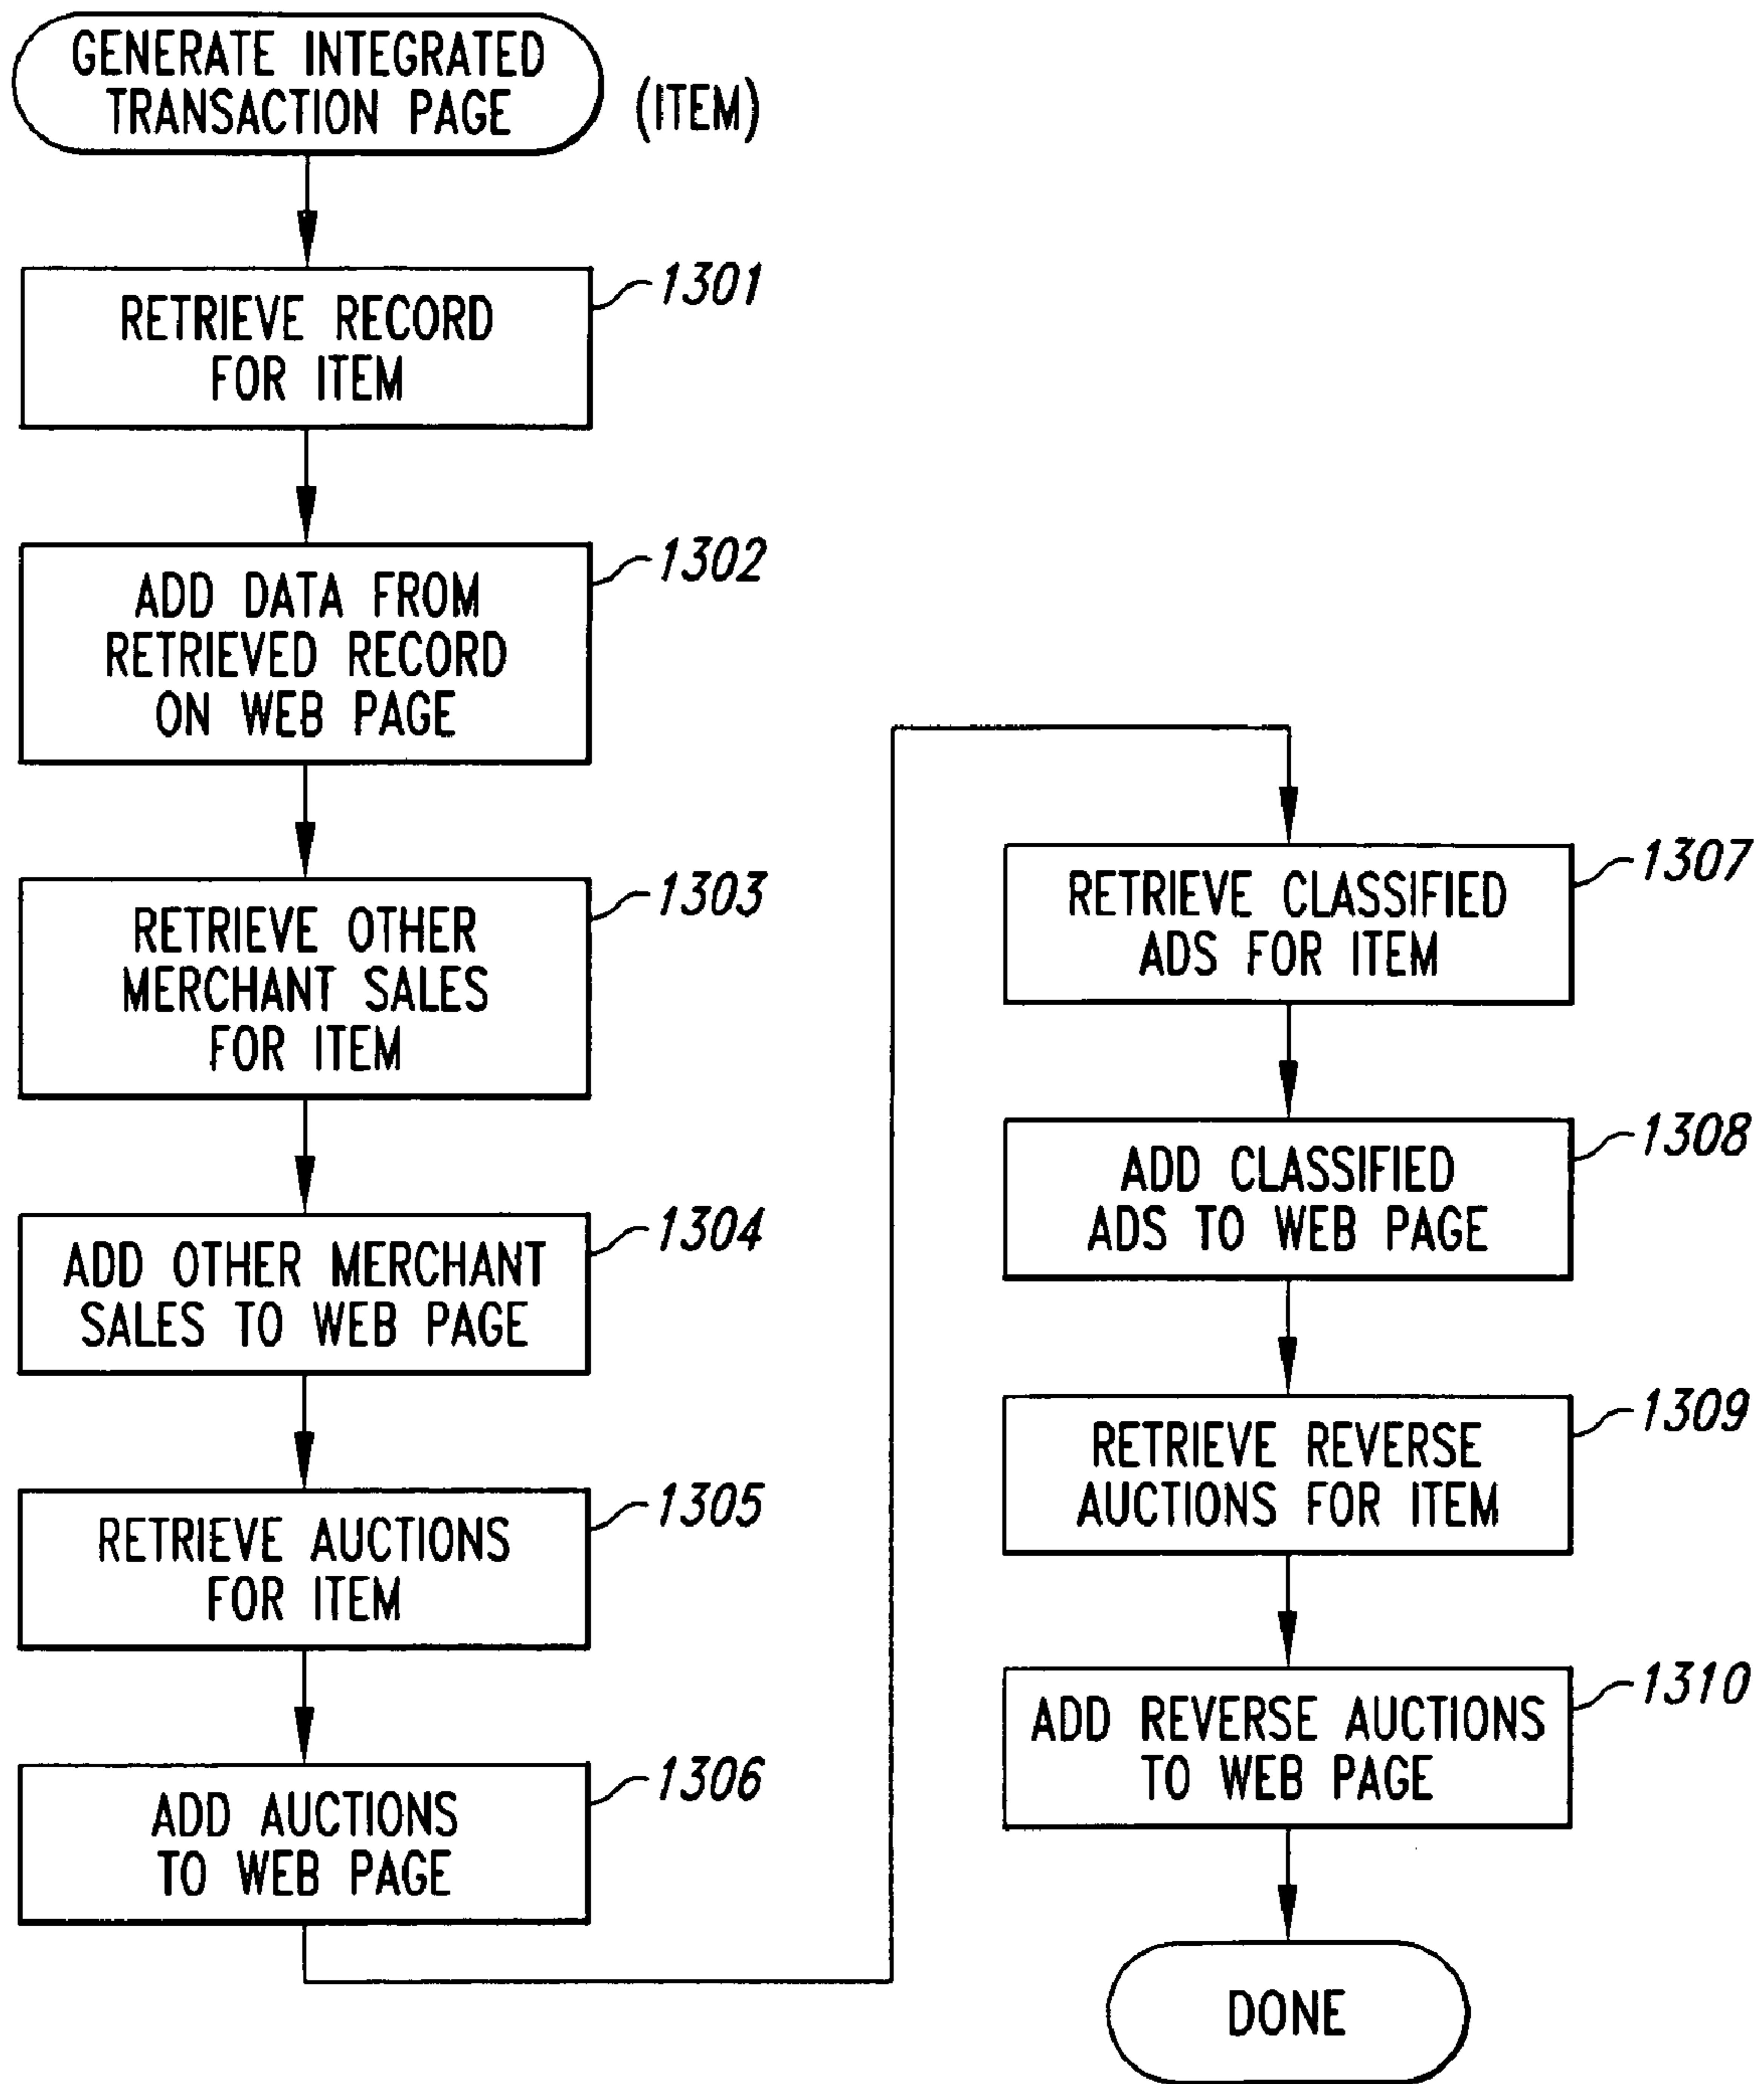 GENERATE INTEGRATED
TRANSACTION PAGE
(ITEM)
1301
RETRIEVE RECORD
FOR ITEM
1302
ADD DATA FROM
RETRIEVED RECORD
ON WEB PAGE
1303
RETRIEVE OTHER
MERCHANT SALES
FOR ITEM
1304
ADD OTHER MERCHANT
SALES TO WEB PAGE
1305
RETRIEVE AUCTIONS
FOR ITEM
1306
ADD AUCTIONS
TO WEB PAGE
1307
RETRIEVE CLASSIFIED
ADS FOR ITEM
1308
ADD CLASSIFIED
ADS TO WEB PAGE
1309
RETRIEVE REVERSE
AUCTIONS FOR ITEM
1310
ADD REVERSE AUCTIONS
TO WEB PAGE
DONE